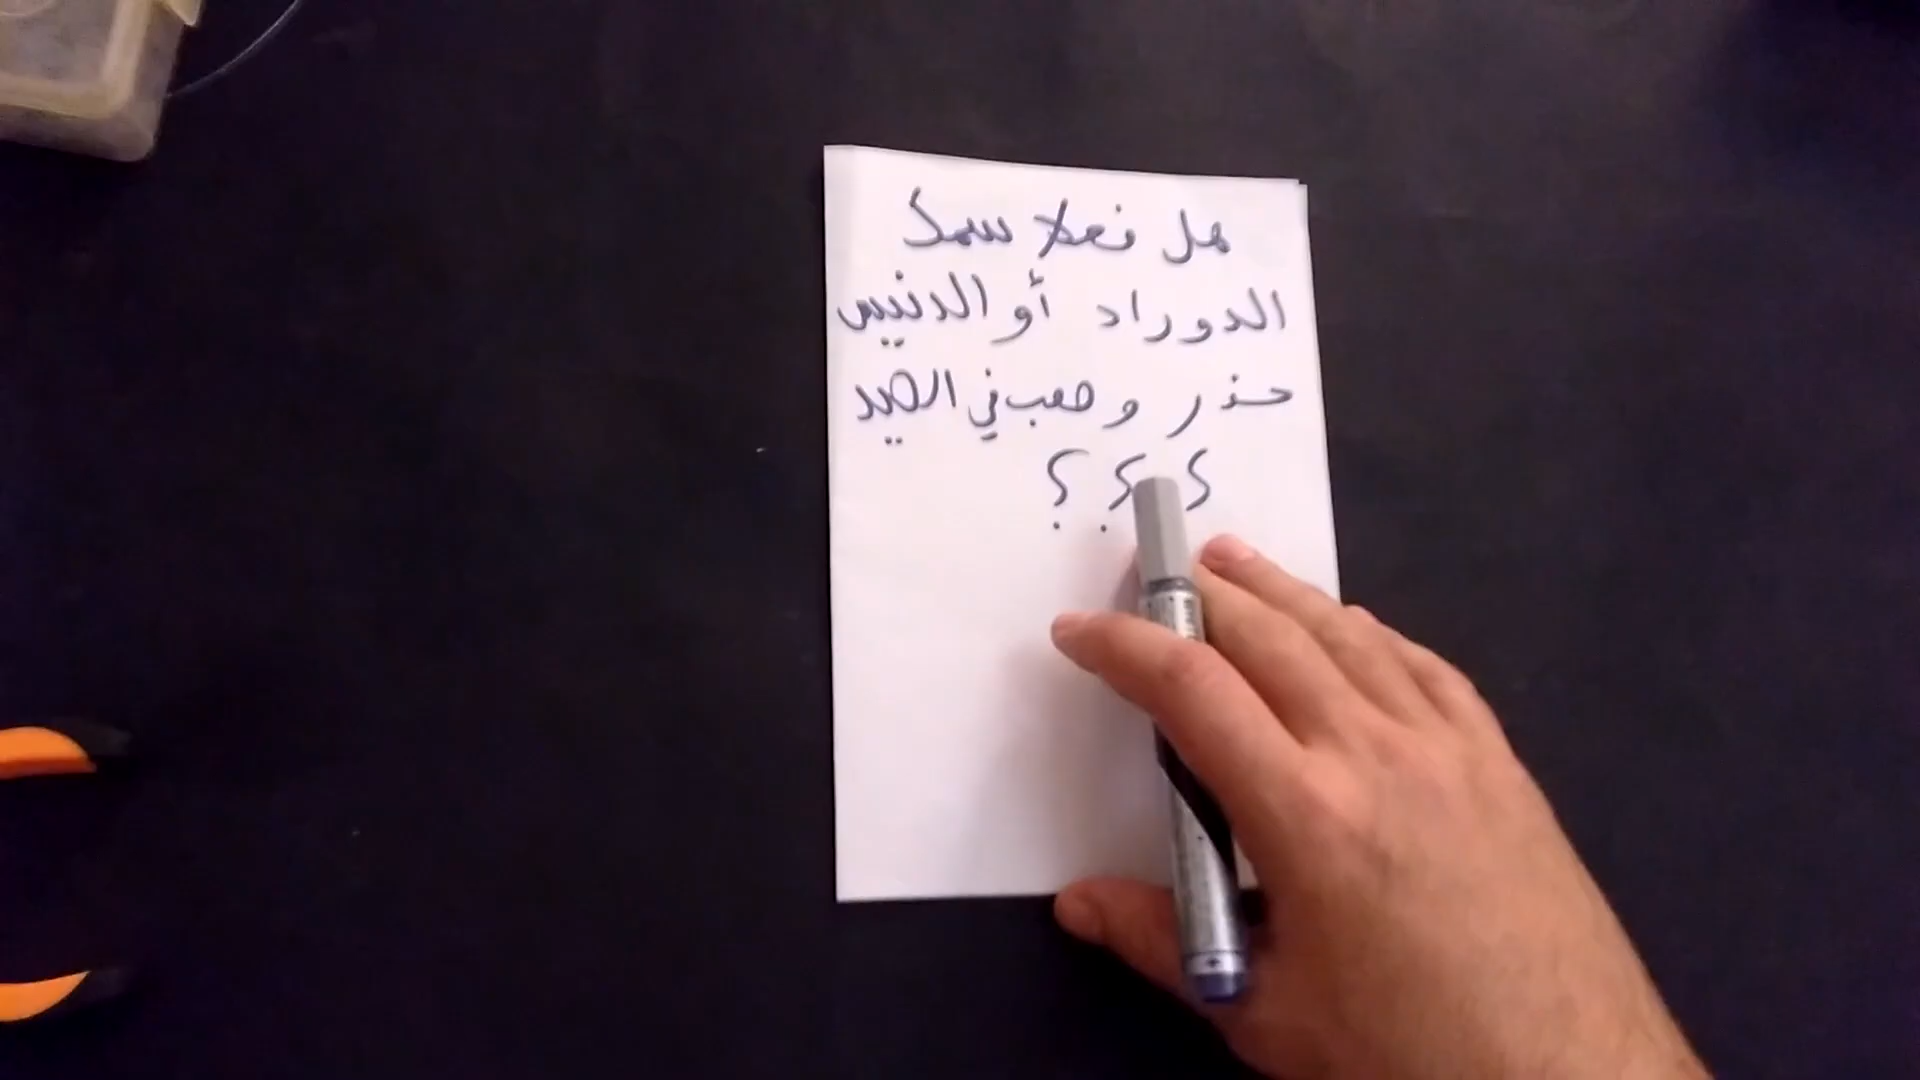 هل فعلا سمك
الدوراد أو الدنيس
حذر وصعب في الصيد
؟ ؟ ؟